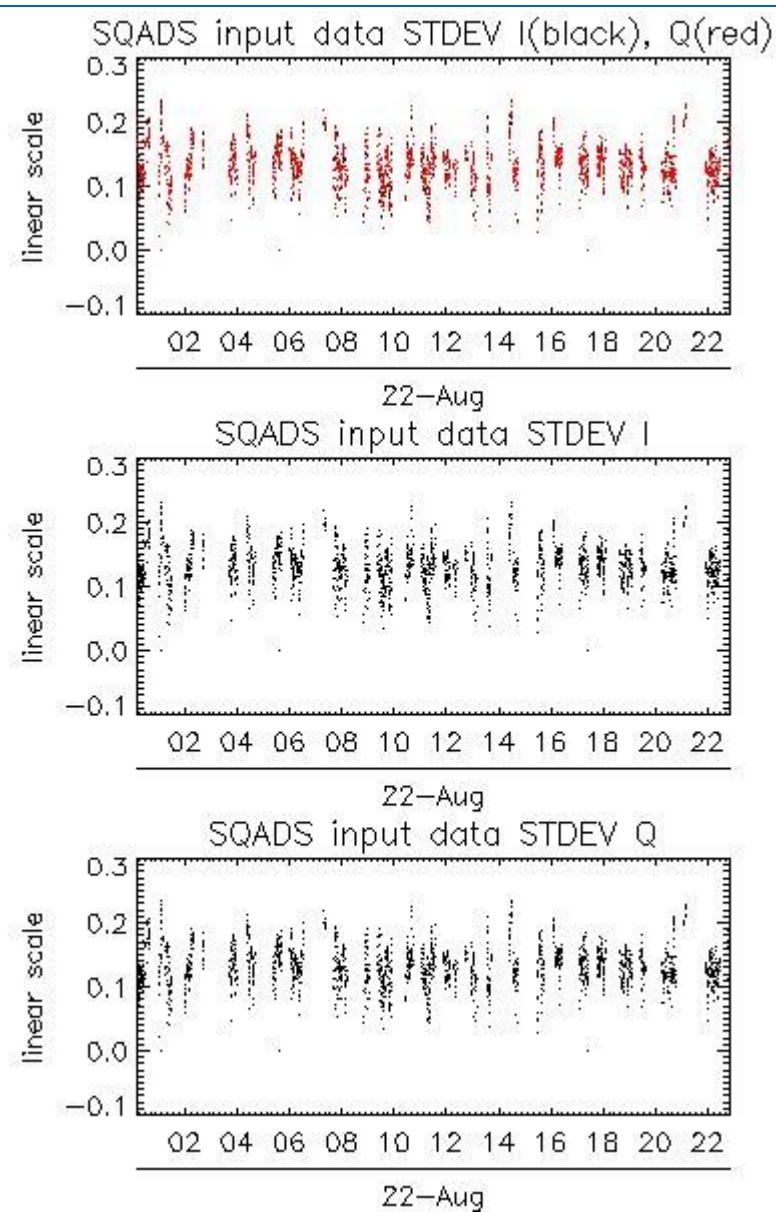 SQADS input data STDEV I(black), Q(red)
0.3
0.2
0.1
0.0
−0.1
linear scale
02 04 06 08 10 12 14 16 18 20 22
22−Aug
SQADS input data STDEV I
0.3
0.2
0.1
0.0
−0.1
linear scale
02 04 06 08 10 12 14 16 18 20 22
22−Aug
SQADS input data STDEV Q
0.3
0.2
0.1
0.0
−0.1
linear scale
02 04 06 08 10 12 14 16 18 20 22
22−Aug